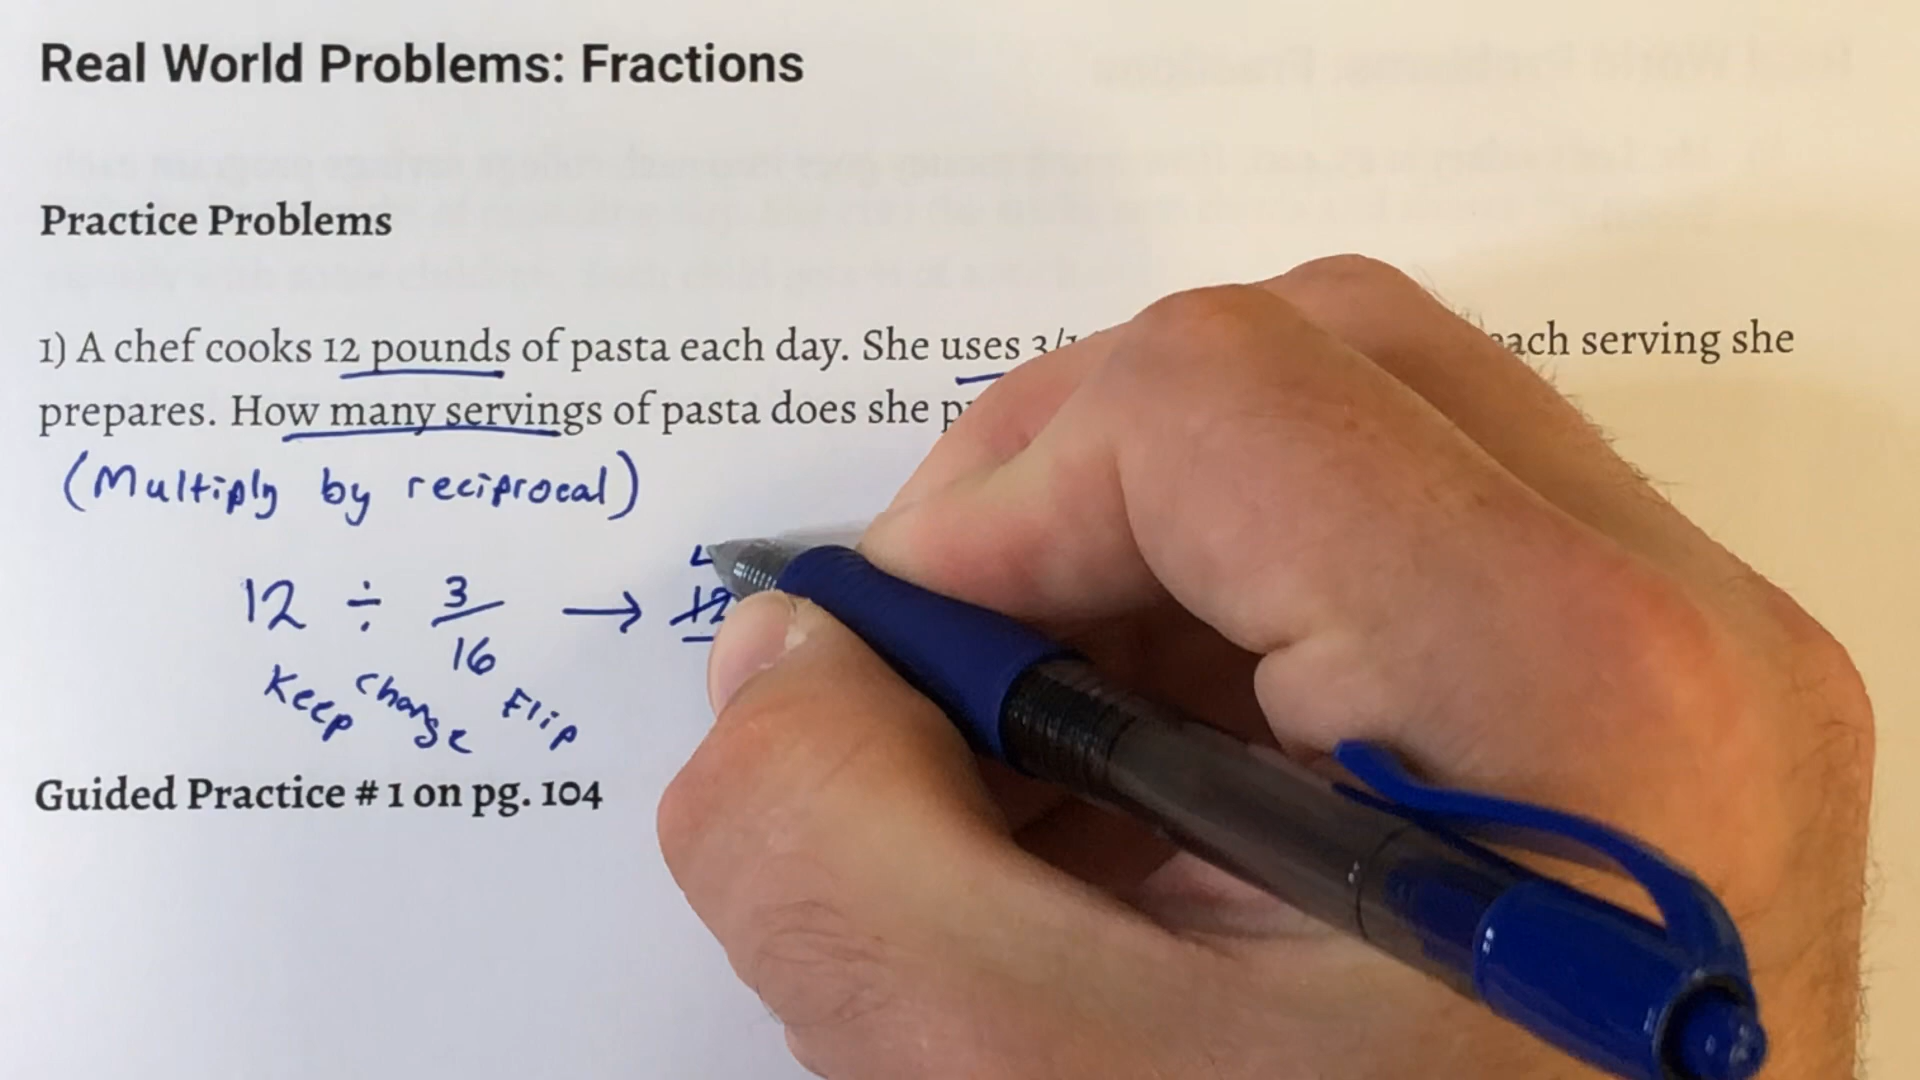 Real World Problems: Fractions
Practice Problems
1) A chef cooks 12 pounds of pasta each day. She uses 3/ each serving she
prepares. How many servings of pasta does she
(Multiply by reciprocal)
12 ÷ 3/16 → 12
Keep Change Flip
Guided Practice # 1 on pg. 104